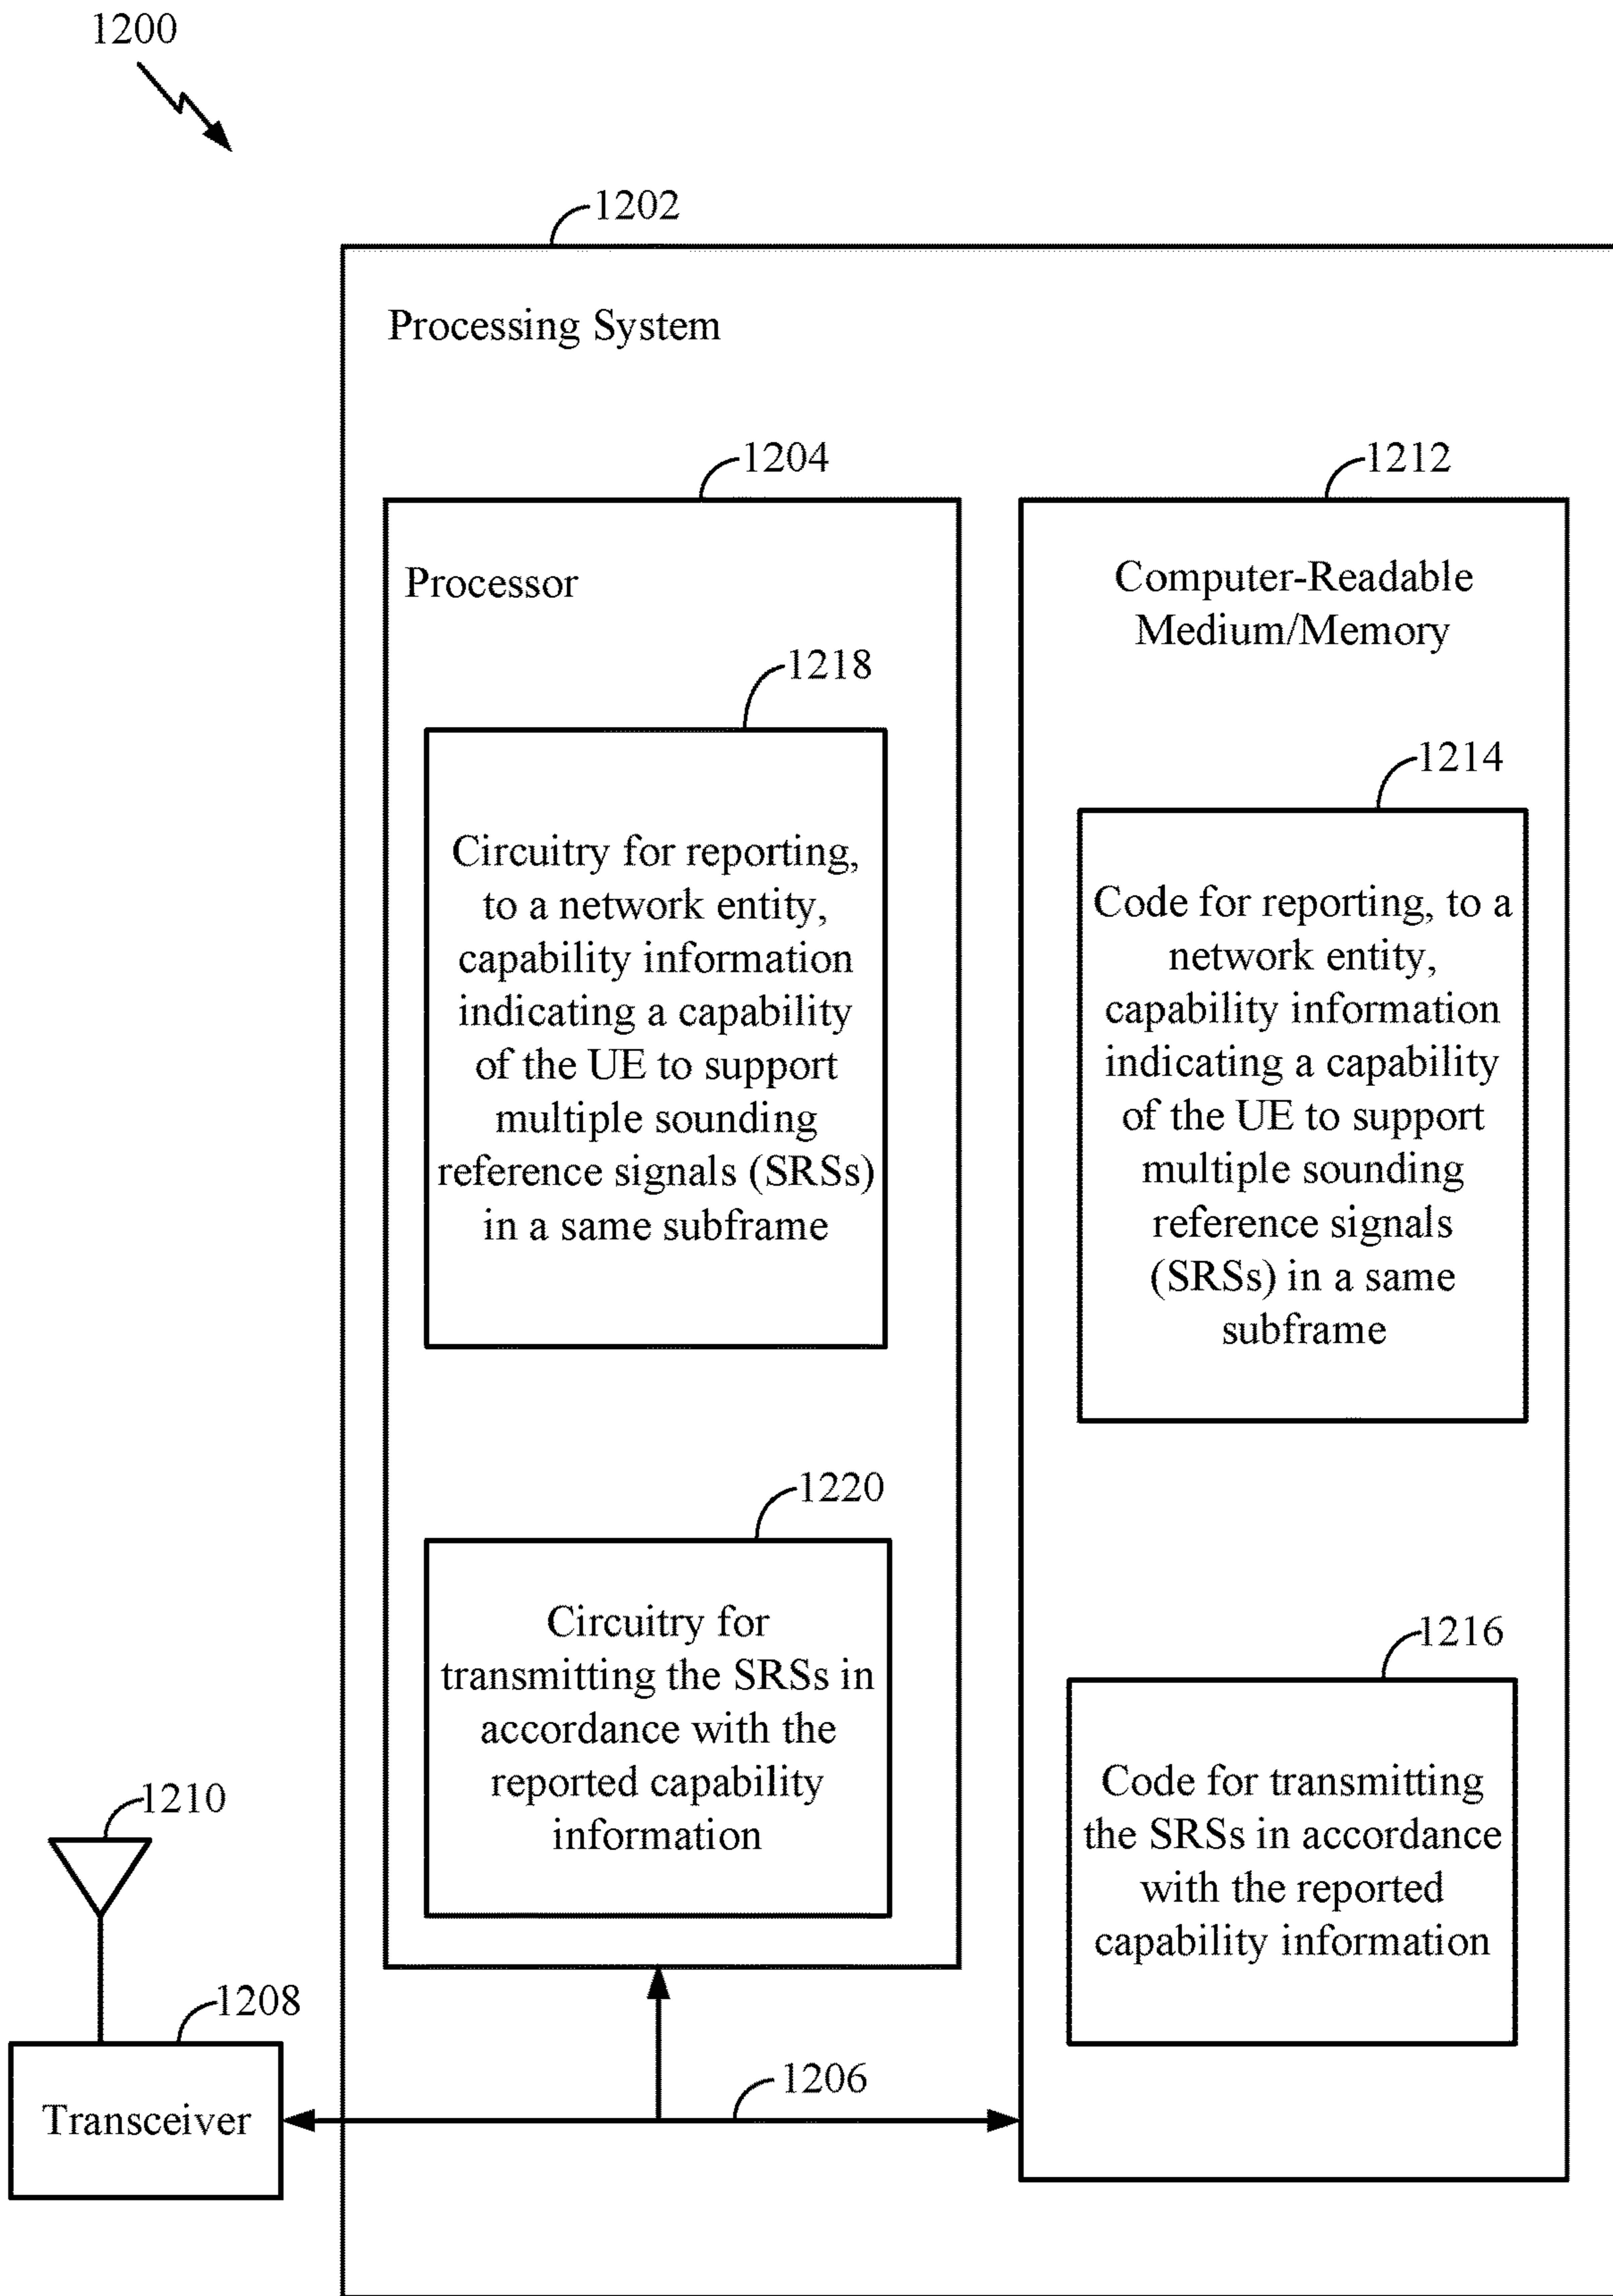 1200
1202
Processing System
1204
1212
Processor
Computer-Readable
Medium/Memory
1218
1214
Circuitry for reporting,
to a network entity,
capability information
indicating a capability
of the UE to support
multiple sounding
reference signals (SRSs)
in a same subframe
Code for reporting, to a
network entity,
capability information
indicating a capability
of the UE to support
multiple sounding
reference signals
(SRSs) in a same
subframe
1220
1216
Circuitry for
transmitting the SRSs in
accordance with the
reported capability
information
Code for transmitting
the SRSs in accordance
with the reported
capability information
1210
1208
Transceiver
1206